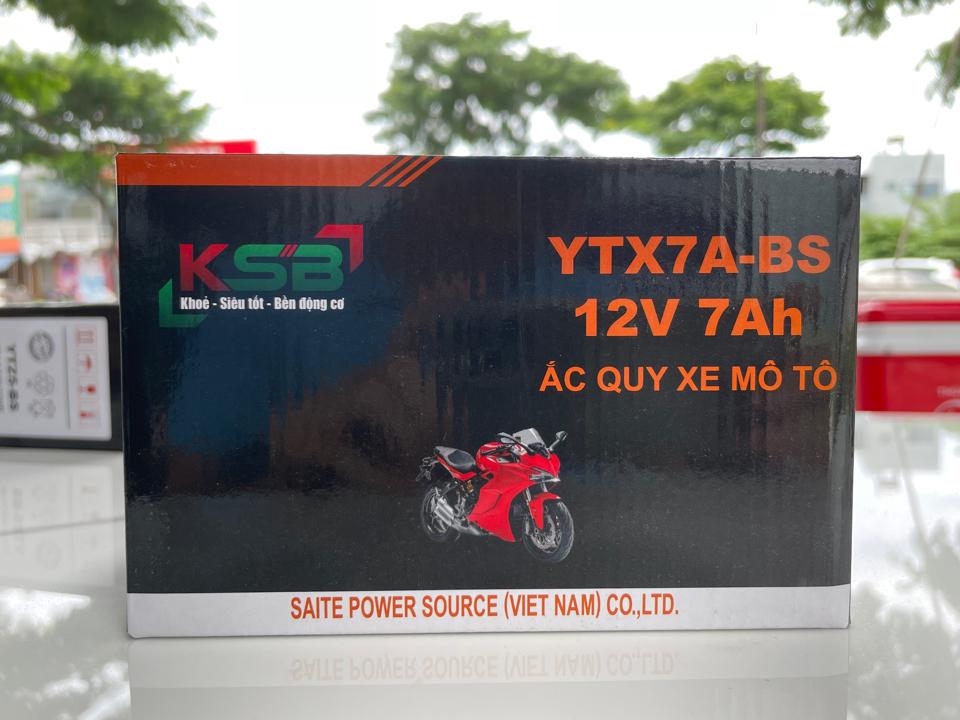 KSB
Khoẻ - Siêu tốt - Bền động cơ
YTX7A-BS
12V 7Ah
ẮC QUY XE MÔ TÔ
SAITE POWER SOURCE (VIET NAM) CO.,LTD.
YTZ5-BS